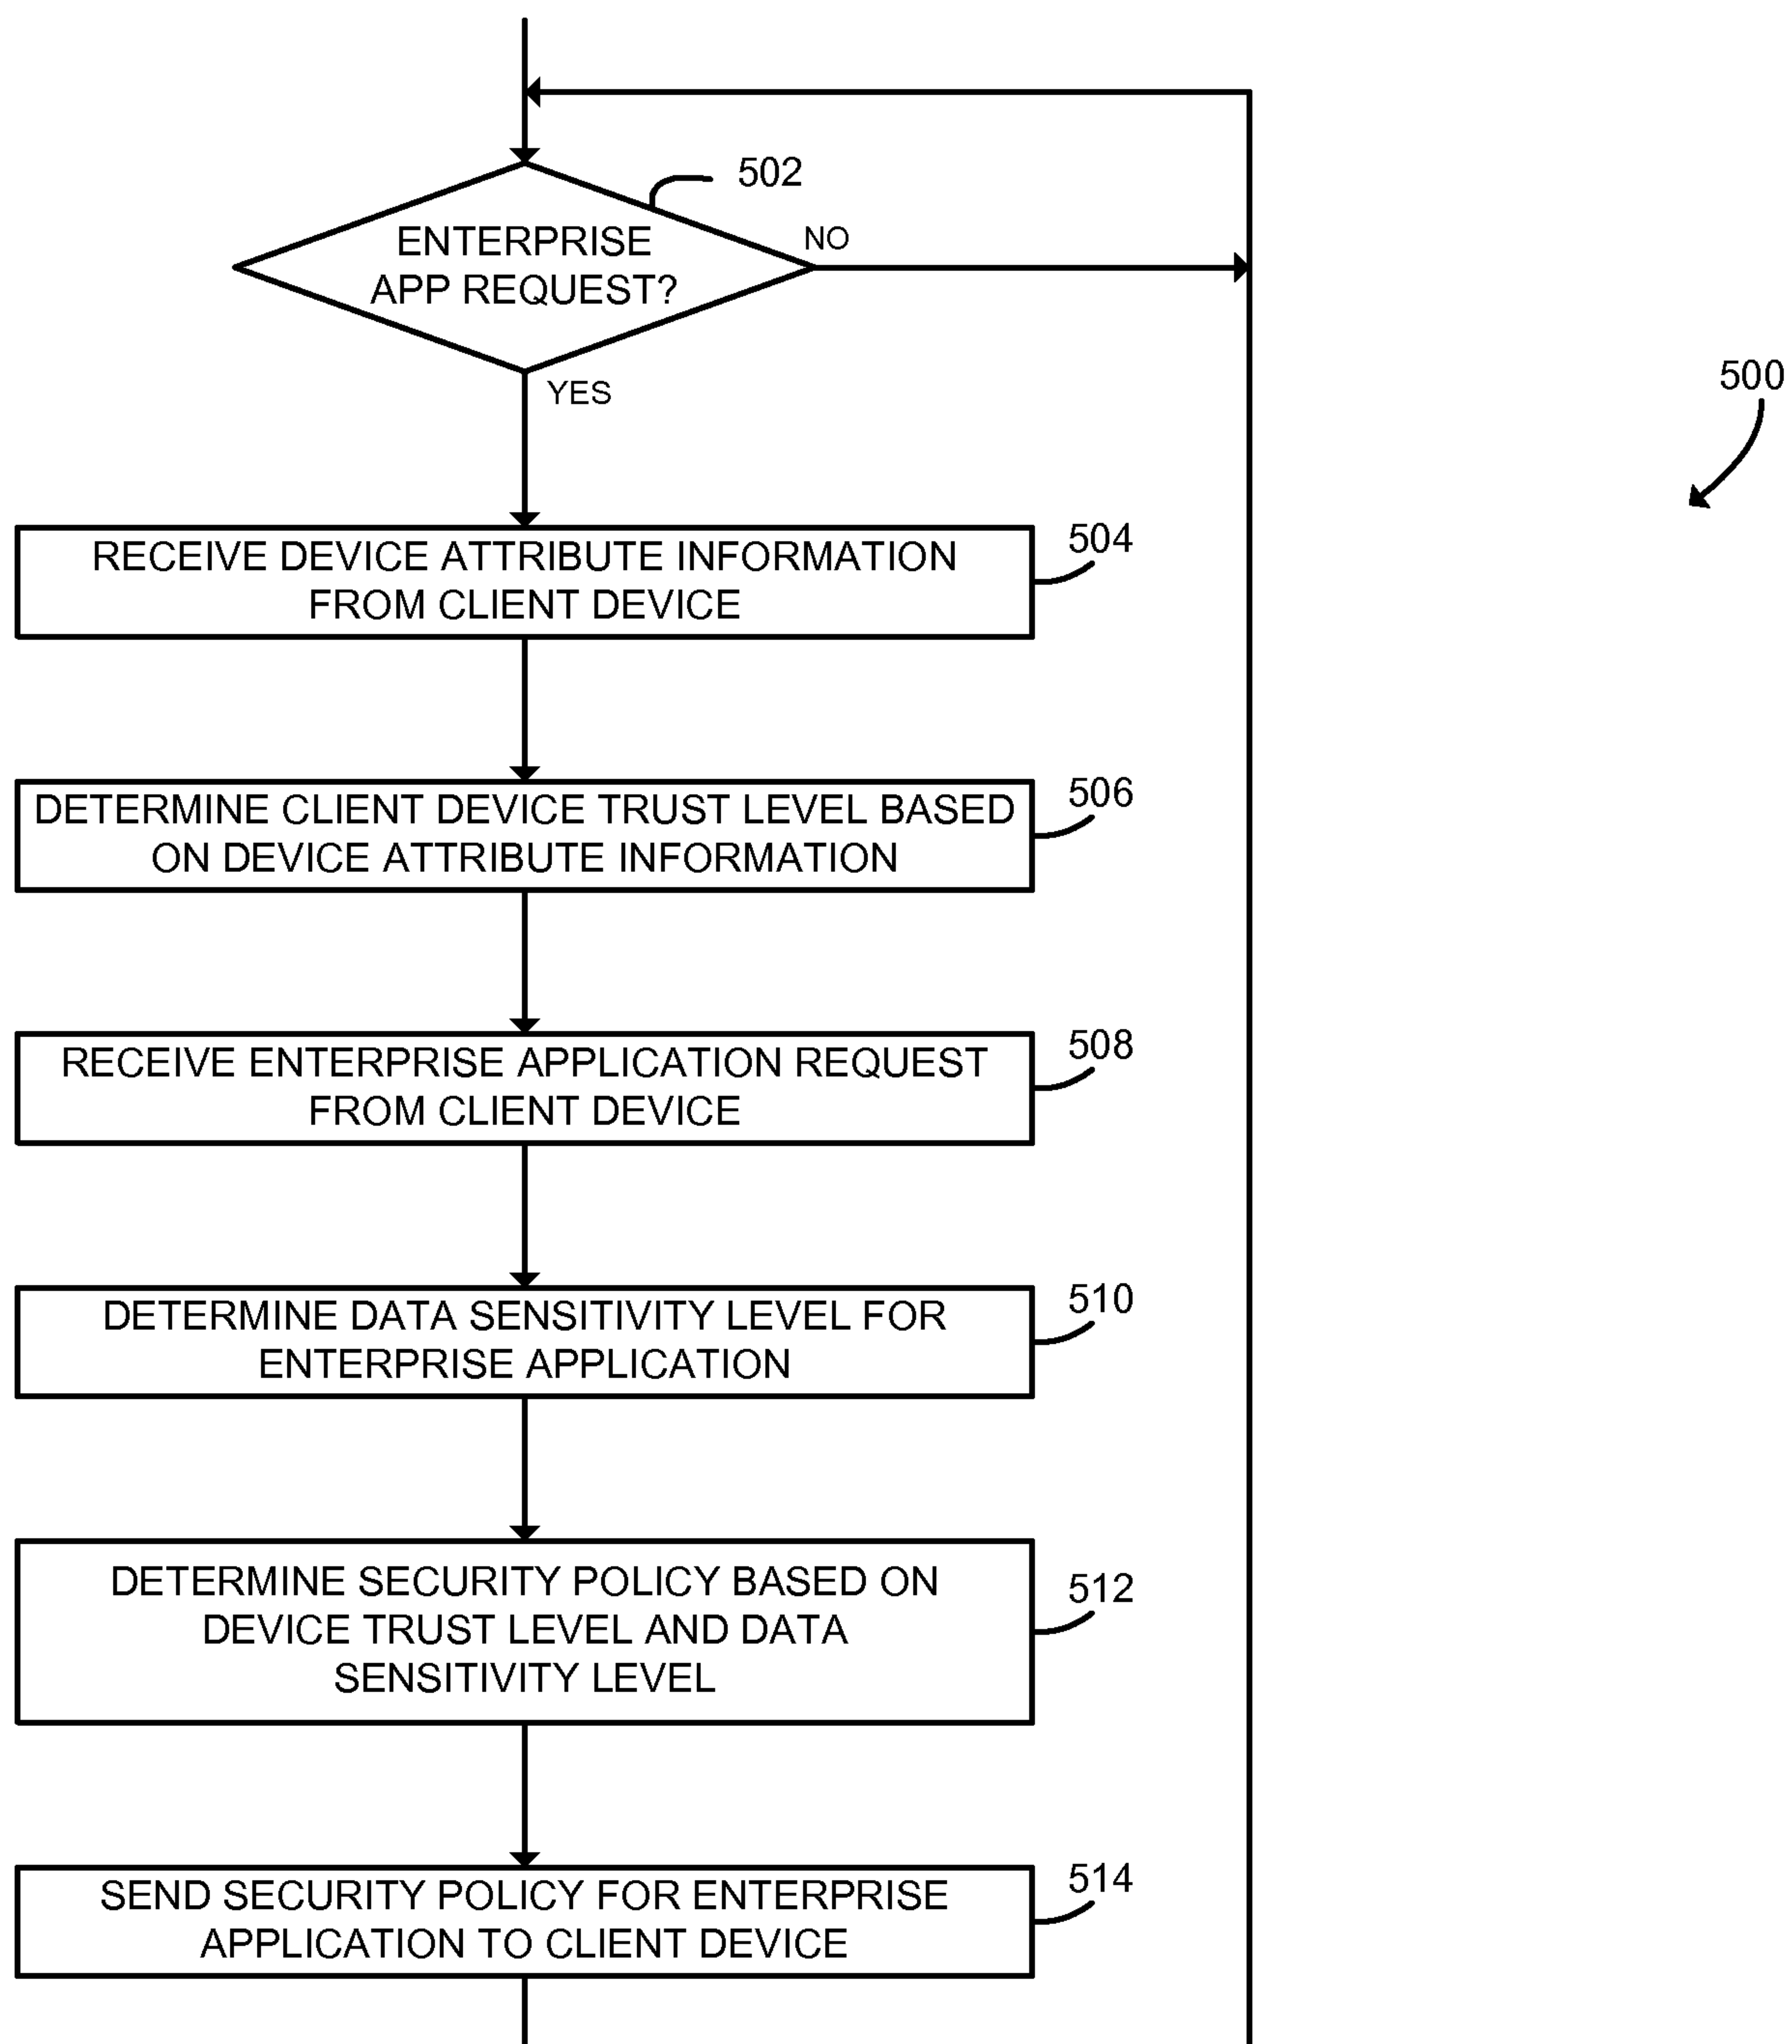 502
ENTERPRISE
APP REQUEST?
NO
YES
500
RECEIVE DEVICE ATTRIBUTE INFORMATION
FROM CLIENT DEVICE
504
DETERMINE CLIENT DEVICE TRUST LEVEL BASED
ON DEVICE ATTRIBUTE INFORMATION
506
RECEIVE ENTERPRISE APPLICATION REQUEST
FROM CLIENT DEVICE
508
DETERMINE DATA SENSITIVITY LEVEL FOR
ENTERPRISE APPLICATION
510
DETERMINE SECURITY POLICY BASED ON
DEVICE TRUST LEVEL AND DATA
SENSITIVITY LEVEL
512
SEND SECURITY POLICY FOR ENTERPRISE
APPLICATION TO CLIENT DEVICE
514